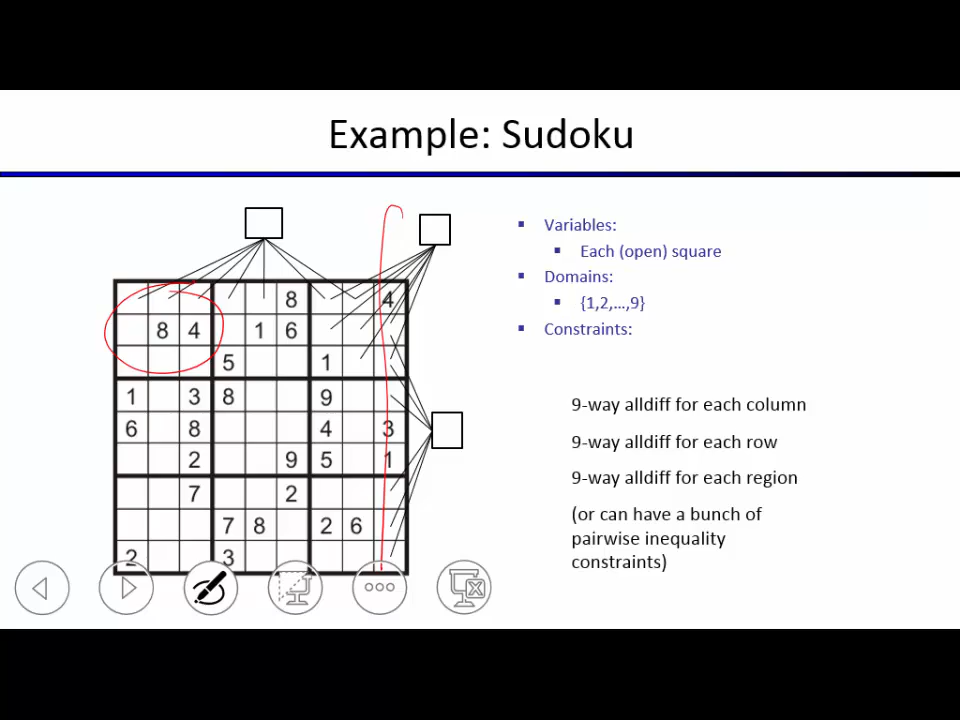 Example: Sudoku
Variables:
Each (open) square
Domains:
{1,2,...,9}
Constraints:
9-way alldiff for each column
9-way alldiff for each row
9-way alldiff for each region
(or can have a bunch of
pairwise inequality
constraints)
8 4
8 4 1 6
5 1
1 3 8 9
6 8 4 3
2 9 5 1
7 2
7 8 2 6
2 3